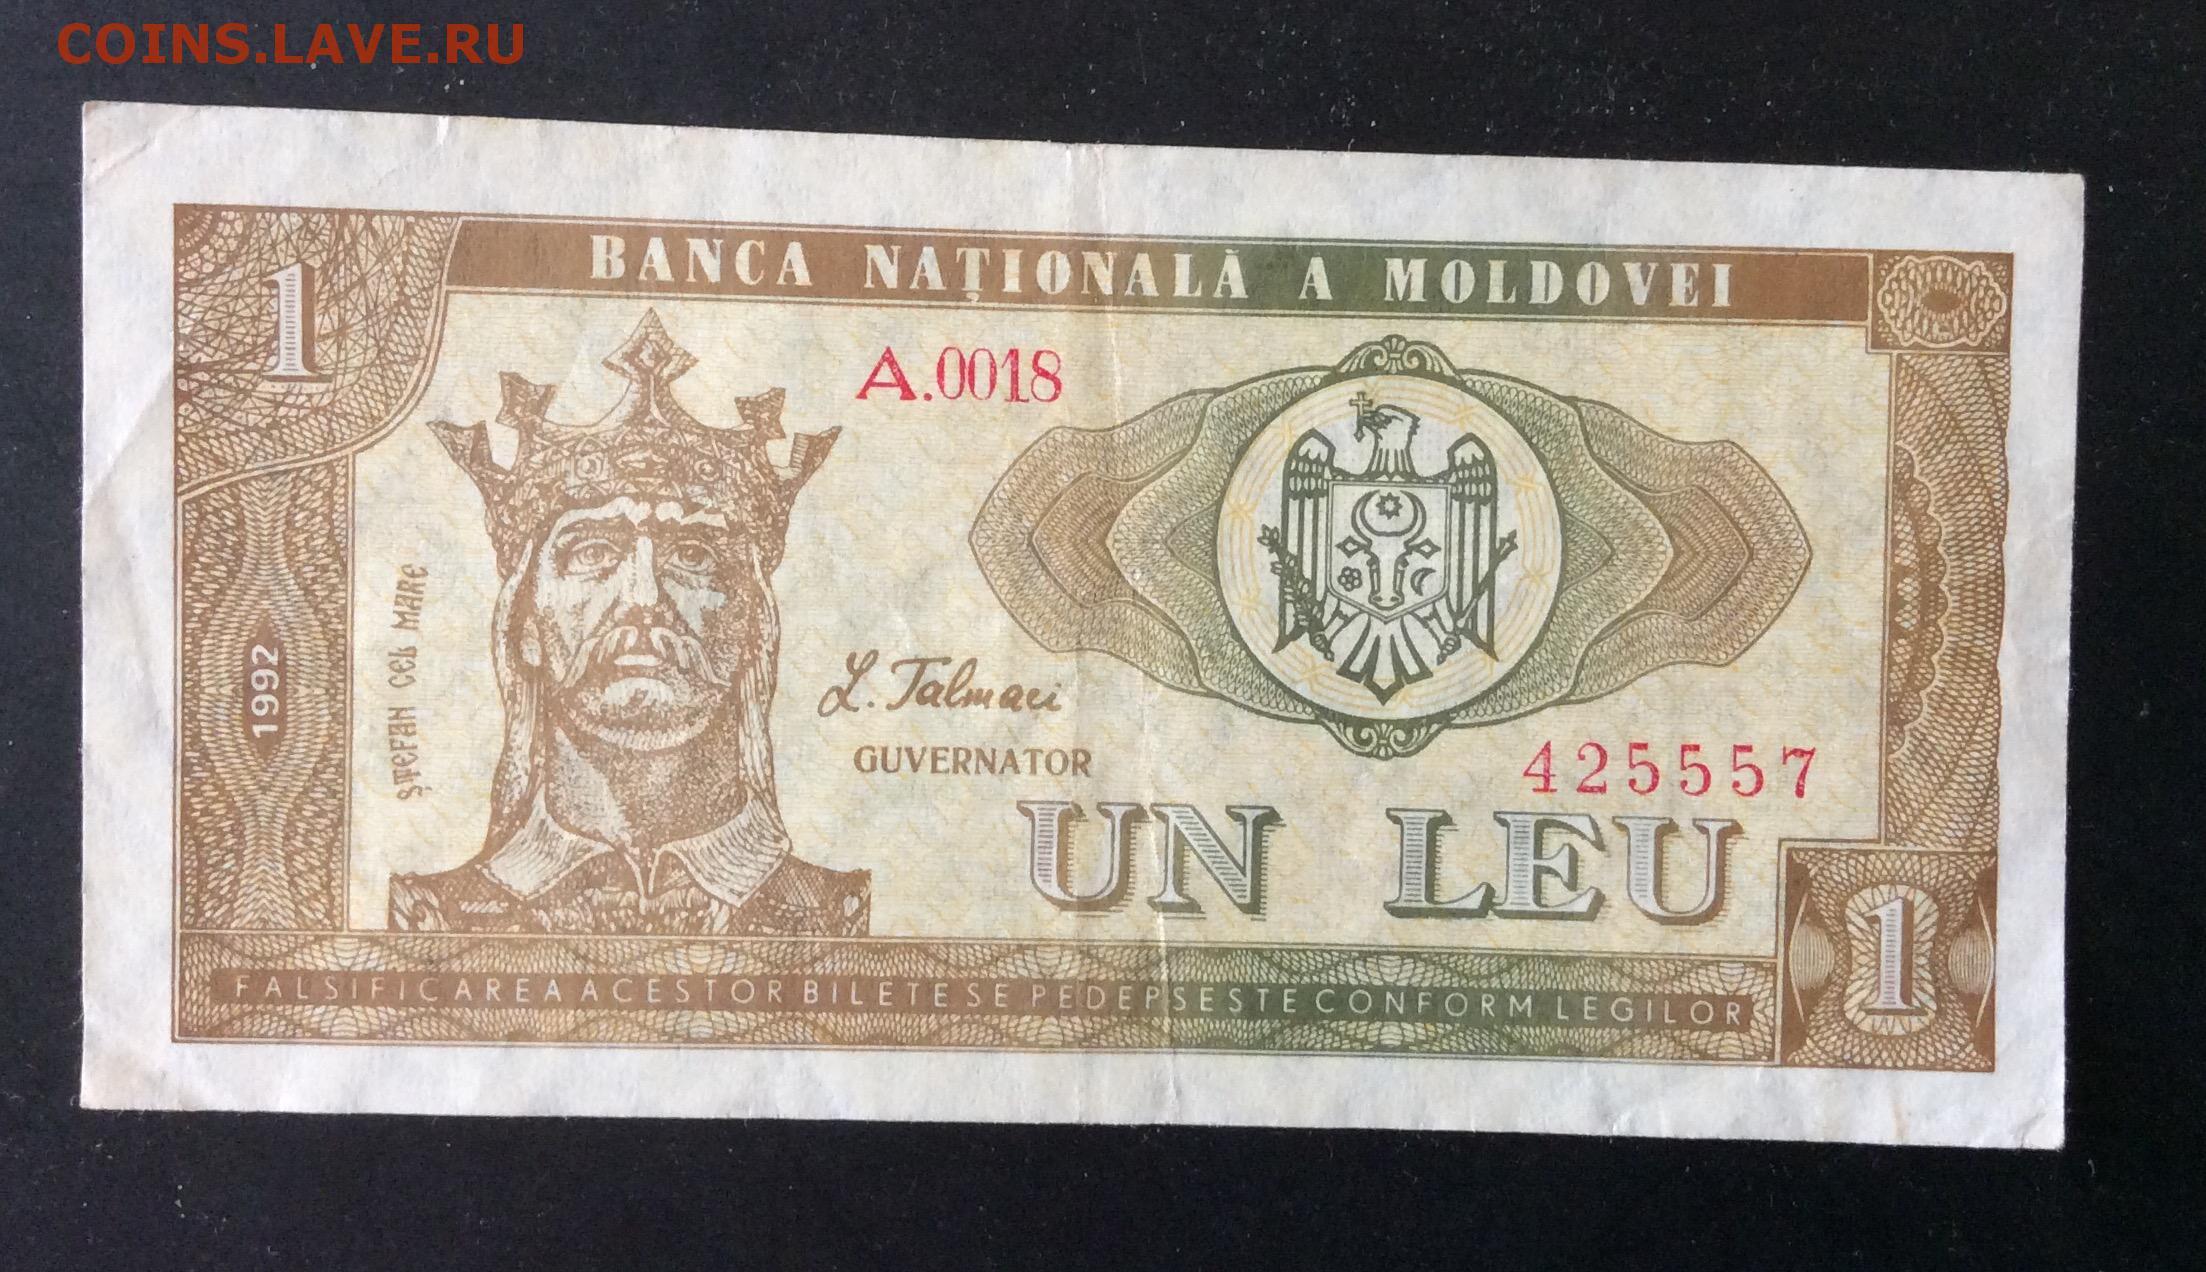 COINS.LAVE.RU
BANCA NAȚIONALĂ A MOLDOVEI
1
A.0018
ȘTEFAN CEL MARE
1992
L. Talmaci
GUVERNATOR
425557
UN LEU
1
FALSIFICAREA ACESTOR BILETE SE PEDEPSESTE CONFORM LEGILOR